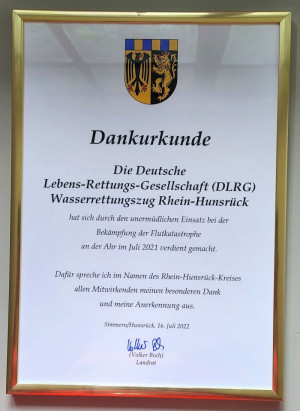 Dankurkunde
Die Deutsche
Lebens-Rettungs-Gesellschaft (DLRG)
Wasserrettungszug Rhein-Hunsrück
hat sich durch den unermüdlichen Einsatz bei der
Bekämpfung der Flutkatastrophe
an der Ahr im Juli 2021 verdient gemacht.
Dafür spreche ich im Namen des Rhein-Hunsrück-Kreises
allen Mitwirkenden meinen besonderen Dank
und meine Anerkennung aus.
Simmern/Hunsrück, 16. Juli 2022
(Volker Boch)
Landrat